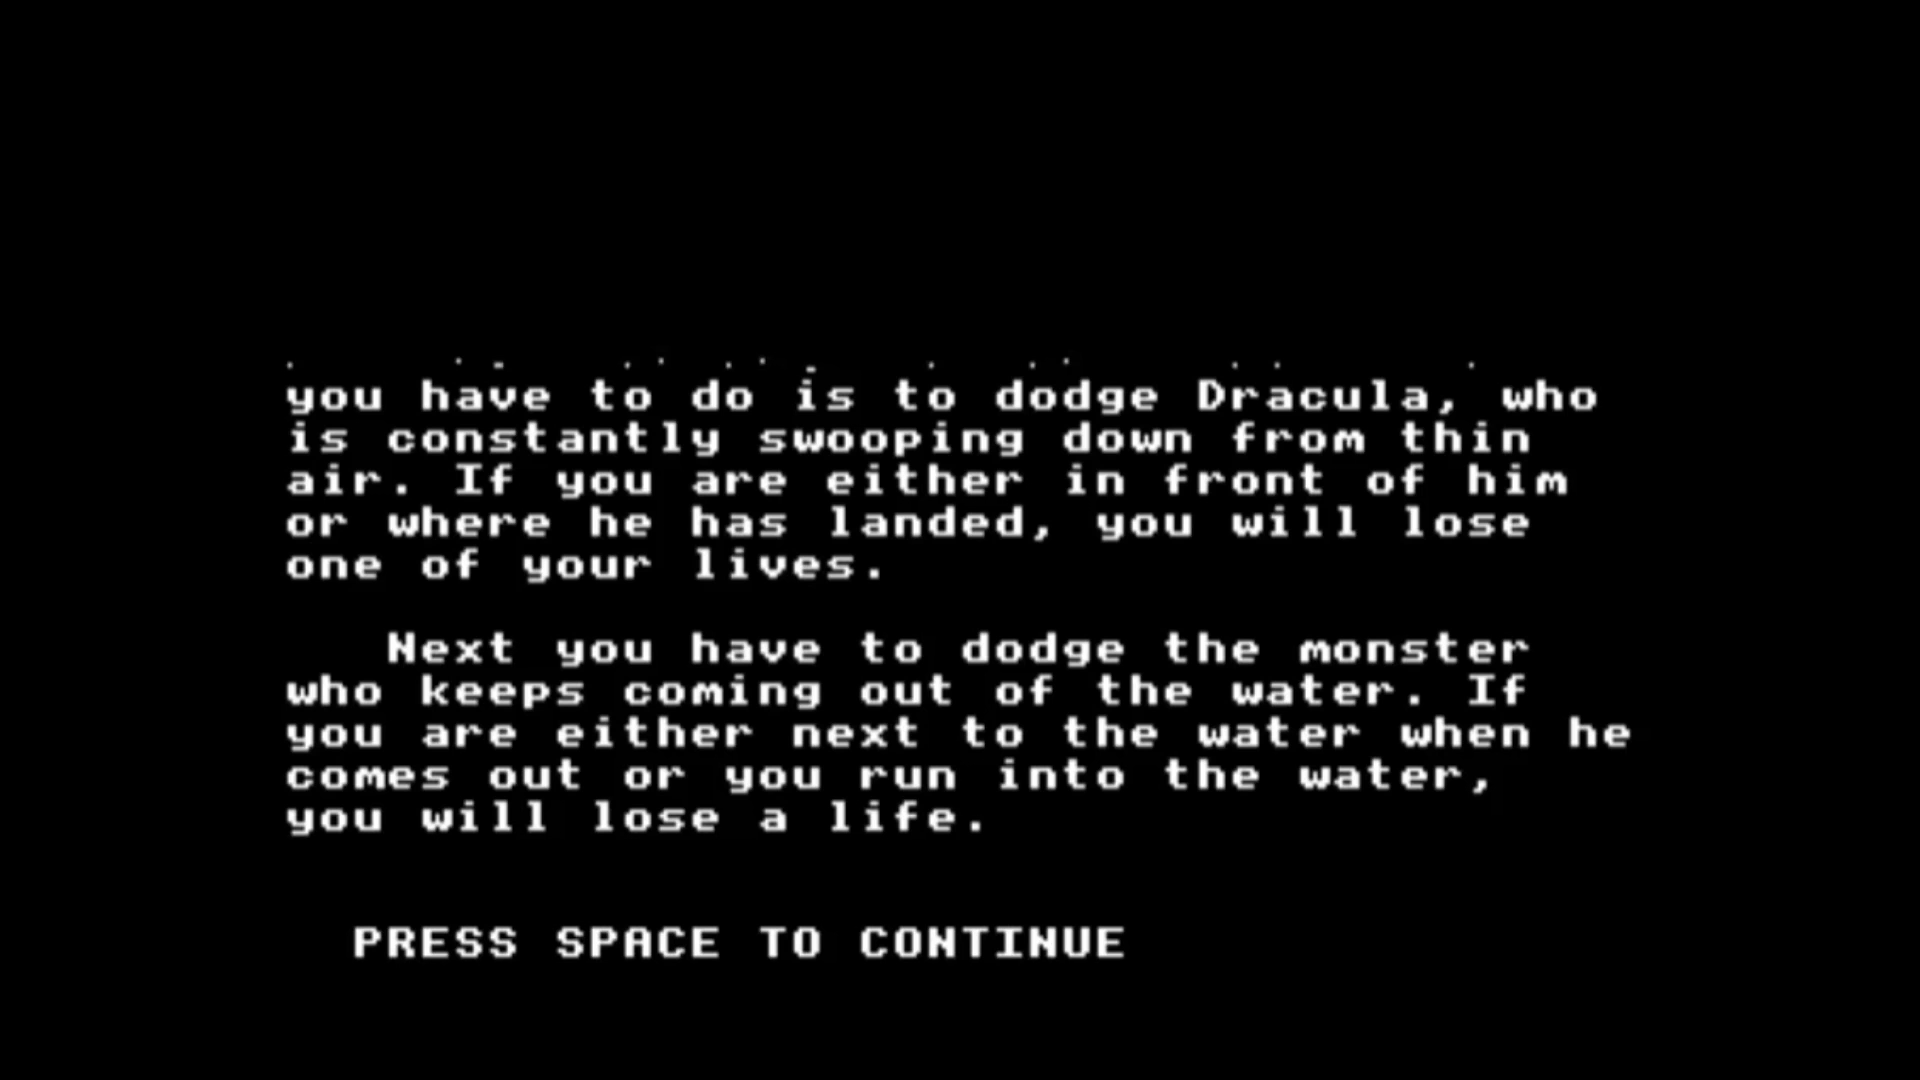 you have to do is to dodge Dracula, who
is constantly swooping down from thin
air. If you are either in front of him
or where he has landed, you will lose
one of your lives.
Next you have to dodge the monster
who keeps coming out of the water. If
you are either next to the water when he
comes out or you run into the water,
you will lose a life.
PRESS SPACE TO CONTINUE